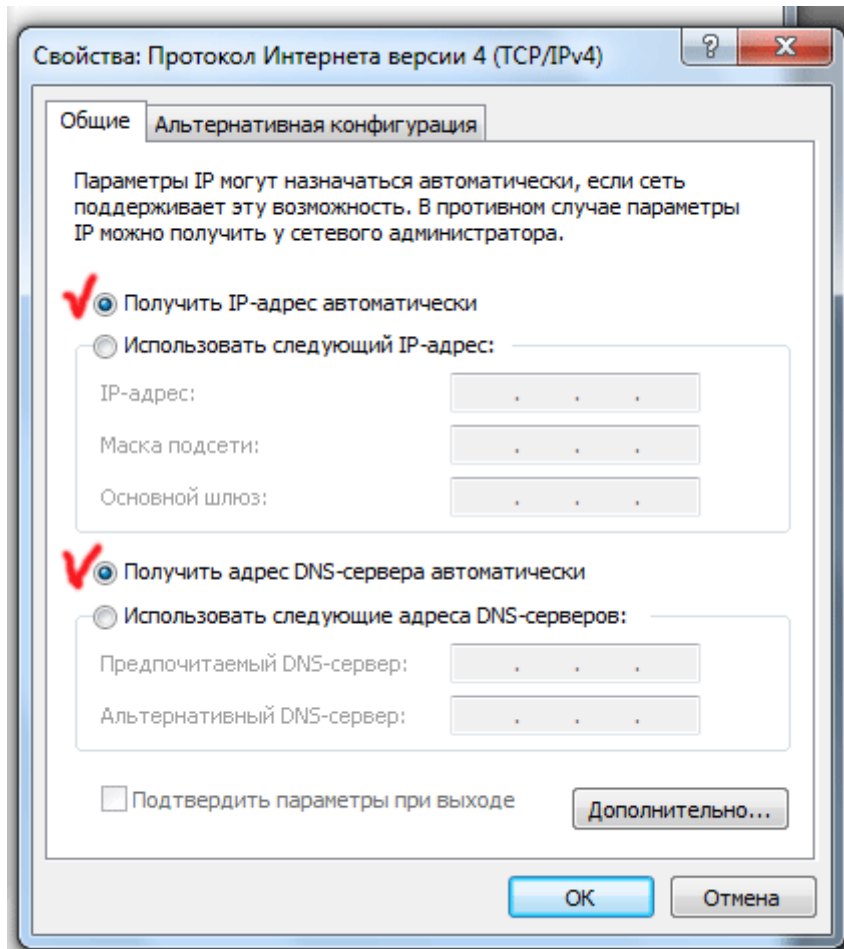 Свойства: Протокол Интернета версии 4 (TCP/IPv4)
Общие
Альтернативная конфигурация
Параметры IP могут назначаться автоматически, если сеть
поддерживает эту возможность. В противном случае параметры
IP можно получить у сетевого администратора.
Получить IP-адрес автоматически
Использовать следующий IP-адрес:
IP-адрес:
Маска подсети:
Основной шлюз:
Получить адрес DNS-сервера автоматически
Использовать следующие адреса DNS-серверов:
Предпочитаемый DNS-сервер:
Альтернативный DNS-сервер:
Подтвердить параметры при выходе
Дополнительно...
ОК
Отмена